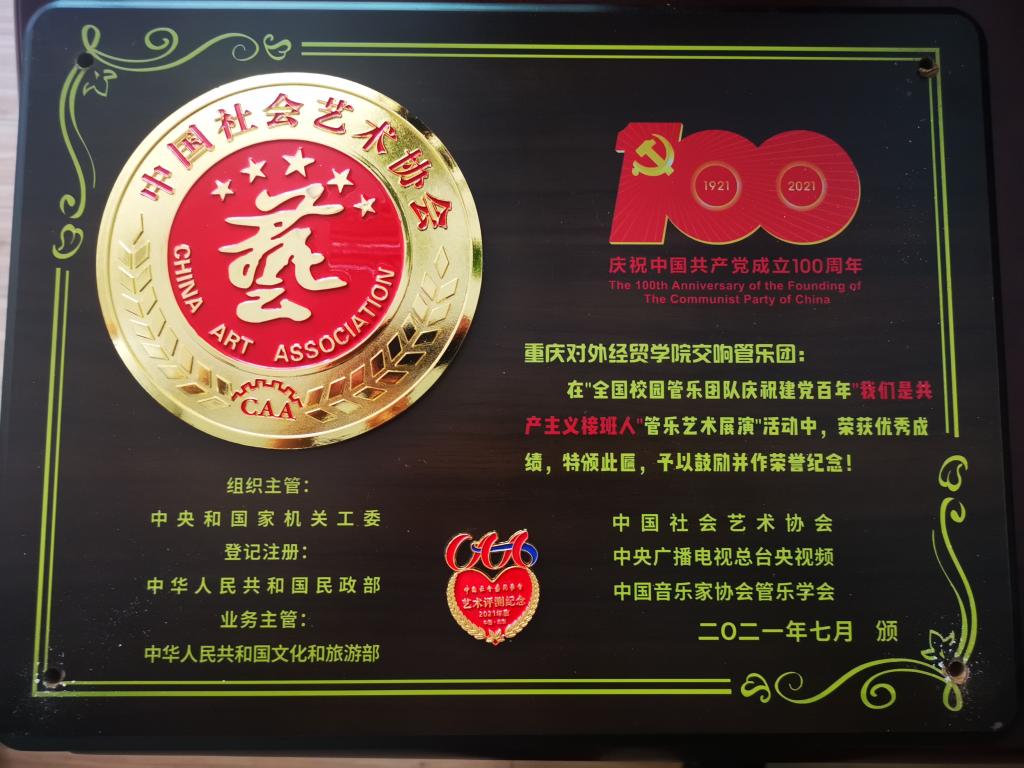 中国社会艺术协会
藝
CHINA ART ASSOCIATION
CAA
1921
2021
庆祝中国共产党成立100周年
The 100th Anniversary of the Founding of
The Communist Party of China
重庆对外经贸学院交响管乐团：
在"全国校园管乐团队庆祝建党百年"我们是共
产主义接班人"管乐艺术展演"活动中，荣获优秀成
绩，特颁此匾，予以鼓励并作荣誉纪念！
组织主管：
中央和国家机关工委
登记注册：
中华人民共和国民政部
业务主管：
中华人民共和国文化和旅游部
艺术评测纪念
2021年度
中国社会艺术协会
中央广播电视总台央视频
中国音乐家协会管乐学会
二〇二一年七月 颁